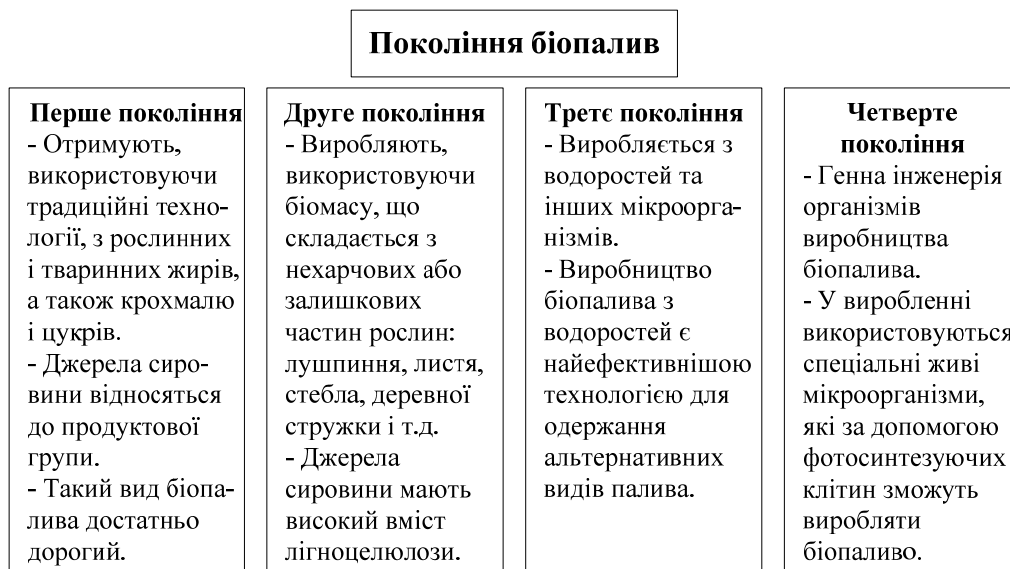 Покоління біопалив
Перше покоління
- Отримують,
використовуючи
традиційні техно-
логії, з рослинних
і тваринних жирів,
а також крохмалю
і цукрів.
- Джерела сиро-
вини відносяться
до продуктової
групи.
- Такий вид біопа-
лива достатньо
дорогий.
Друге покоління
- Виробляють,
використовуючи
біомасу, що
складається з
нехарчових або
залишкових
частин рослин:
лушпиння, листя,
стебла, деревної
стружки і т.д.
- Джерела
сировини мають
високий вміст
лігноцелюлози.
Третє покоління
- Виробляється з
водоростей та
інших мікроорга-
нізмів.
- Виробництво
біопалива з
водоростей є
найефективнішою
технологією для
одержання
альтернативних
видів палива.
Четверте
покоління
- Генна інженерія
організмів
виробництва
біопалива.
- У виробленні
використовуються
спеціальні живі
мікроорганізми,
які за допомогою
фотосинтезуючих
клітин зможуть
виробляти
біопаливо.